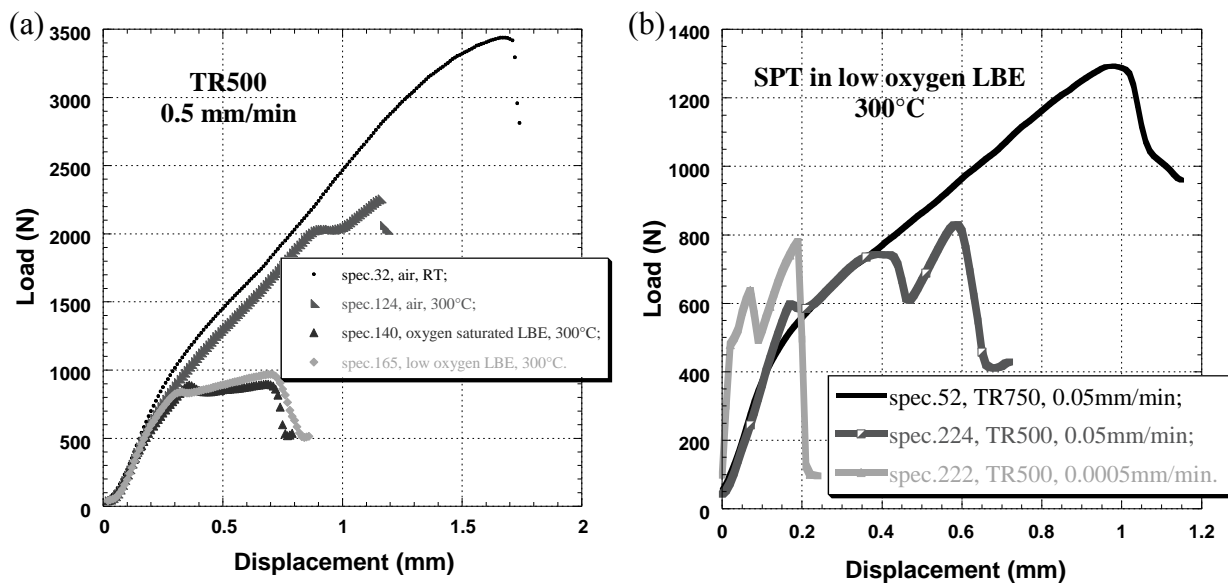 (a)
TR500
0.5 mm/min
Load (N)
3500
3000
2500
2000
1500
1000
500
0
spec.32, air, RT;
spec.124, air, 300°C;
spec.140, oxygen saturated LBE, 300°C;
spec.165, low oxygen LBE, 300°C.
0 0.5 1 1.5 2
Displacement (mm)
(b)
SPT in low oxygen LBE
300°C
Load (N)
1400
1200
1000
800
600
400
200
0
spec.52, TR750, 0.05mm/min;
spec.224, TR500, 0.05mm/min;
spec.222, TR500, 0.0005mm/min.
0 0.2 0.4 0.6 0.8 1 1.2
Displacement (mm)